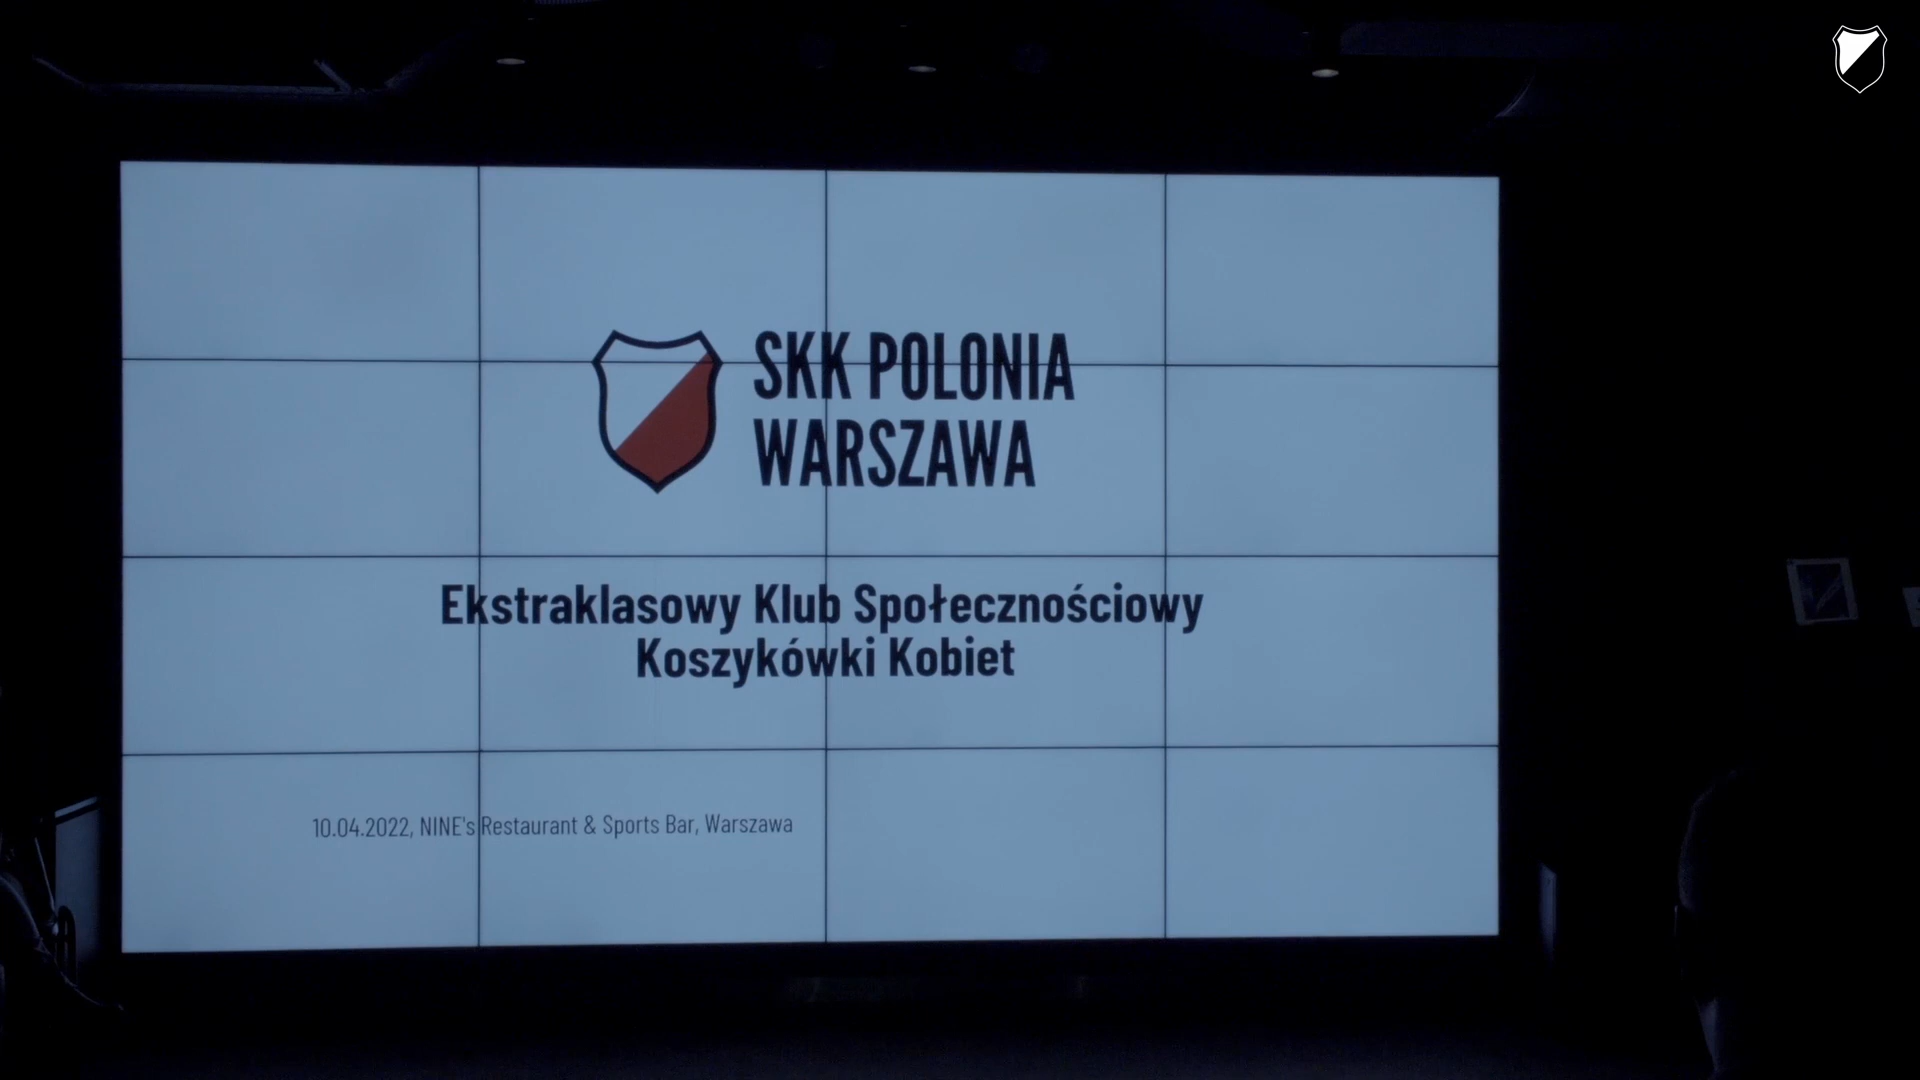 SKK POLONIA
WARSZAWA
Ekstraklasowy Klub Społecznościowy
Koszykówki Kobiet
10.04.2022, NINE's Restaurant & Sports Bar, Warszawa